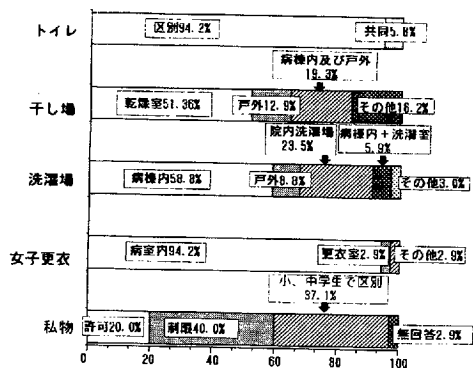 トイレ
区別94.2%
共同5.8%
病棟内及び戸外
19.3%
干し場
乾燥室51.36%
戸外12.9%
その他16.2%
院内洗濯場
23.5%
病棟内+洗濯室
5.9%
洗濯場
病棟内58.8%
戸外8.8%
その他3.0%
女子更衣
病室内94.2%
更衣室2.9%
その他2.9%
小、中学生で区別
37.1%
私物
許可20.0%
制限40.0%
無回答2.9%
0 20 40 60 80 100